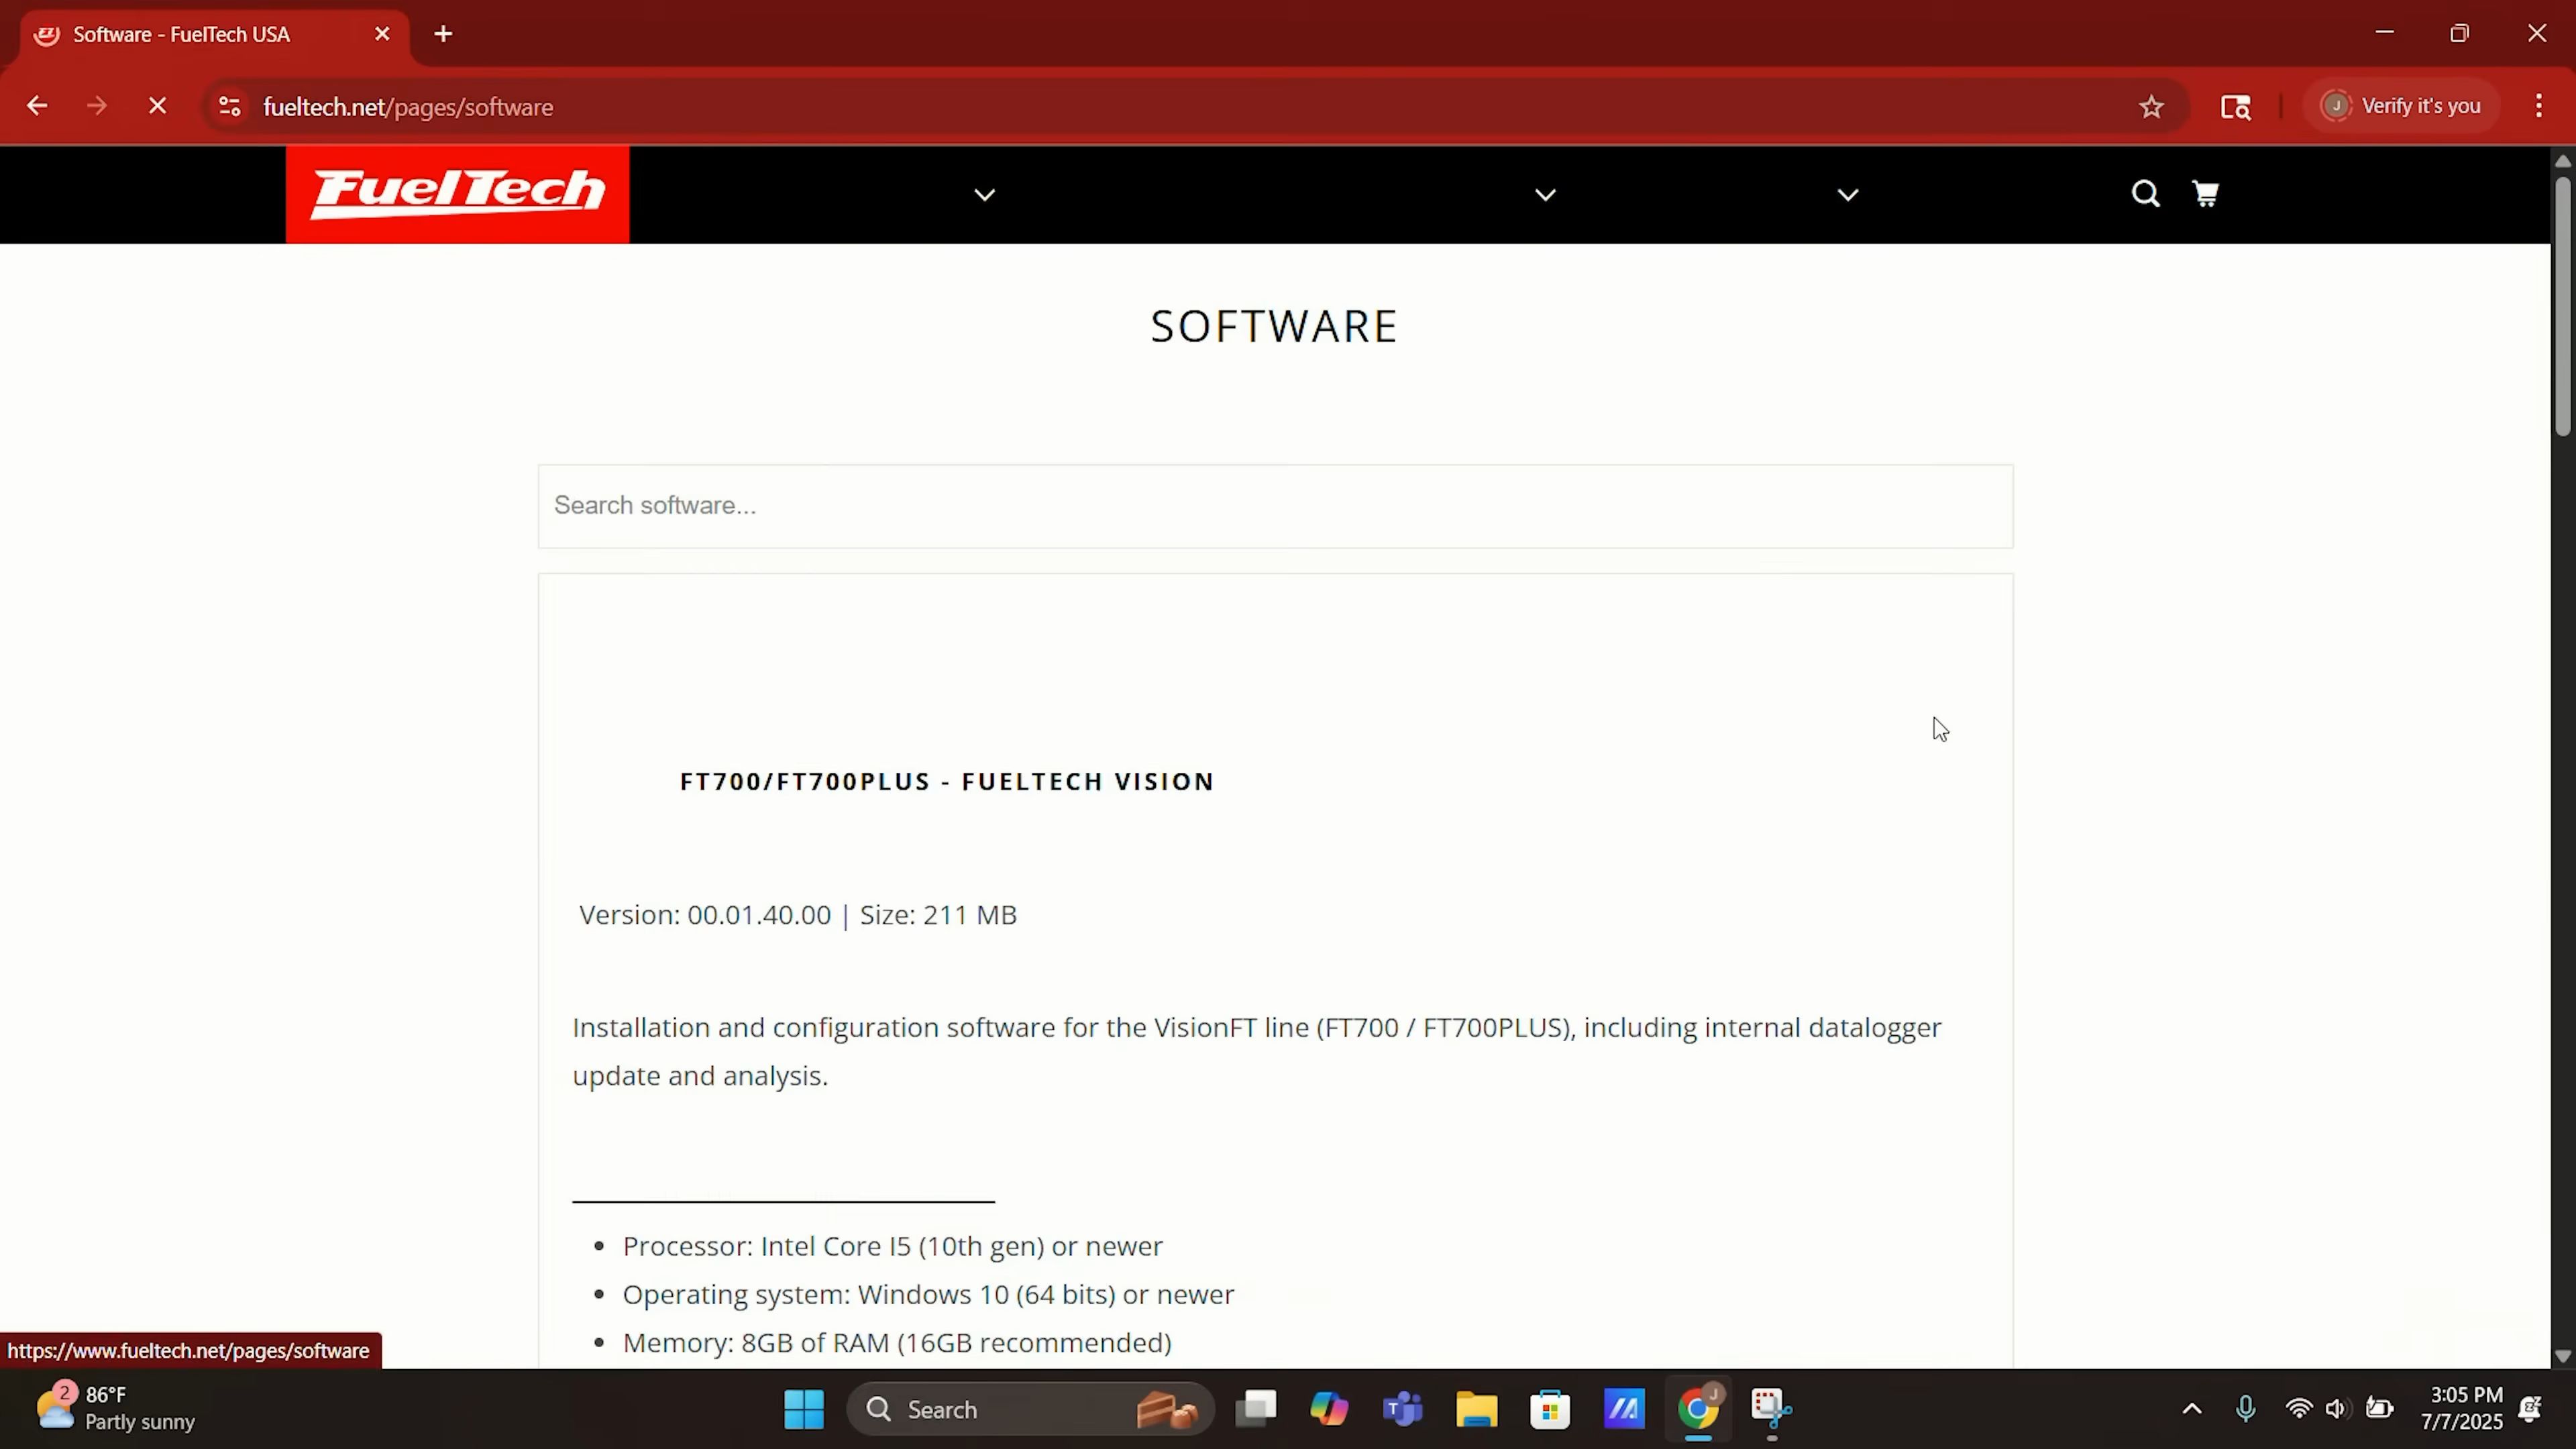 Software - FuelTech USA
fueltech.net/pages/software
Verify it's you
J
FuelTech
SOFTWARE
Search software...
FT700/FT700PLUS - FUELTECH VISION
Version: 00.01.40.00 | Size: 211 MB
Installation and configuration software for the VisionFT line (FT700 / FT700PLUS), including internal datalogger
update and analysis.
• Processor: Intel Core I5 (10th gen) or newer
• Operating system: Windows 10 (64 bits) or newer
• Memory: 8GB of RAM (16GB recommended)
https://www.fueltech.net/pages/software
2
86°F
Partly sunny
Search
T
J
3:05 PM
7/7/2025